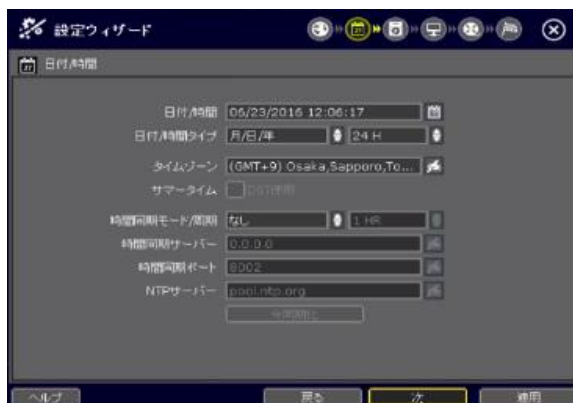 設定ウィザード
日付/時間
日付/時間 06/23/2016 12:06:17
日付/時間タイプ 月/日/年 24 H
タイムゾーン (GMT+9) Osaka,Sapporo,To...
サマータイム DST使用
時間同期モード/周期 なし 1 HR
時間同期サーバー 0.0.0.0
時間同期ポート 8002
NTPサーバー pool.ntp.org
ヘルプ 戻る 次 適用